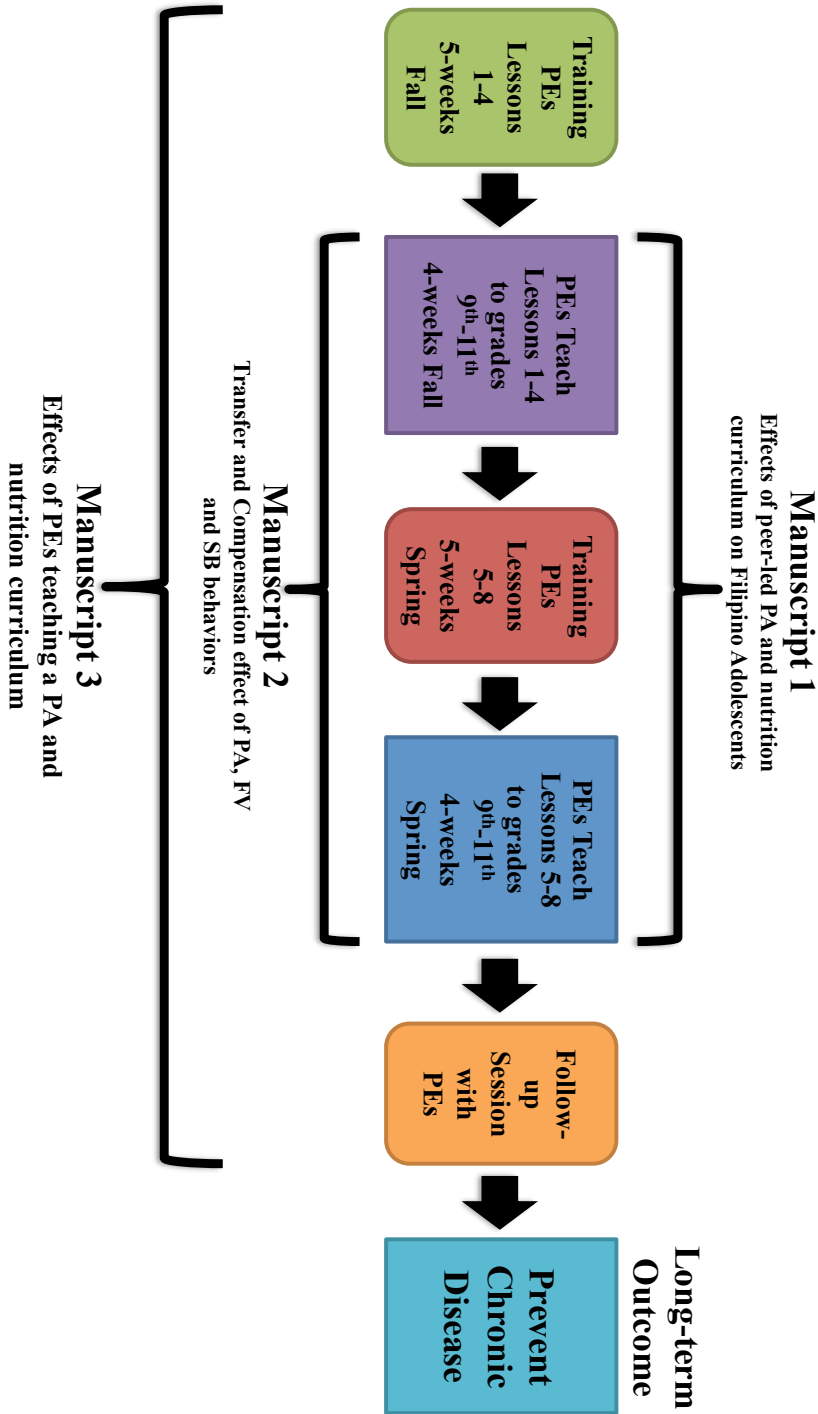 Manuscript 1
Effects of peer-led PA and nutrition
curriculum on Filipino Adolescents
Long-term
Outcome
Training
PEs
Lessons
1-4
5-weeks
Fall
PEs Teach
Lessons 1-4
to grades
9th-11th
4-weeks Fall
Training
PEs
Lessons
5-8
5-weeks
Spring
PEs Teach
Lessons 5-8
to grades
9th-11th
4-weeks
Spring
Follow-
up
Session
with
PEs
Prevent
Chronic
Disease
Manuscript 2
Transfer and Compensation effect of PA, FV
and SB behaviors
Manuscript 3
Effects of PEs teaching a PA and
nutrition curriculum